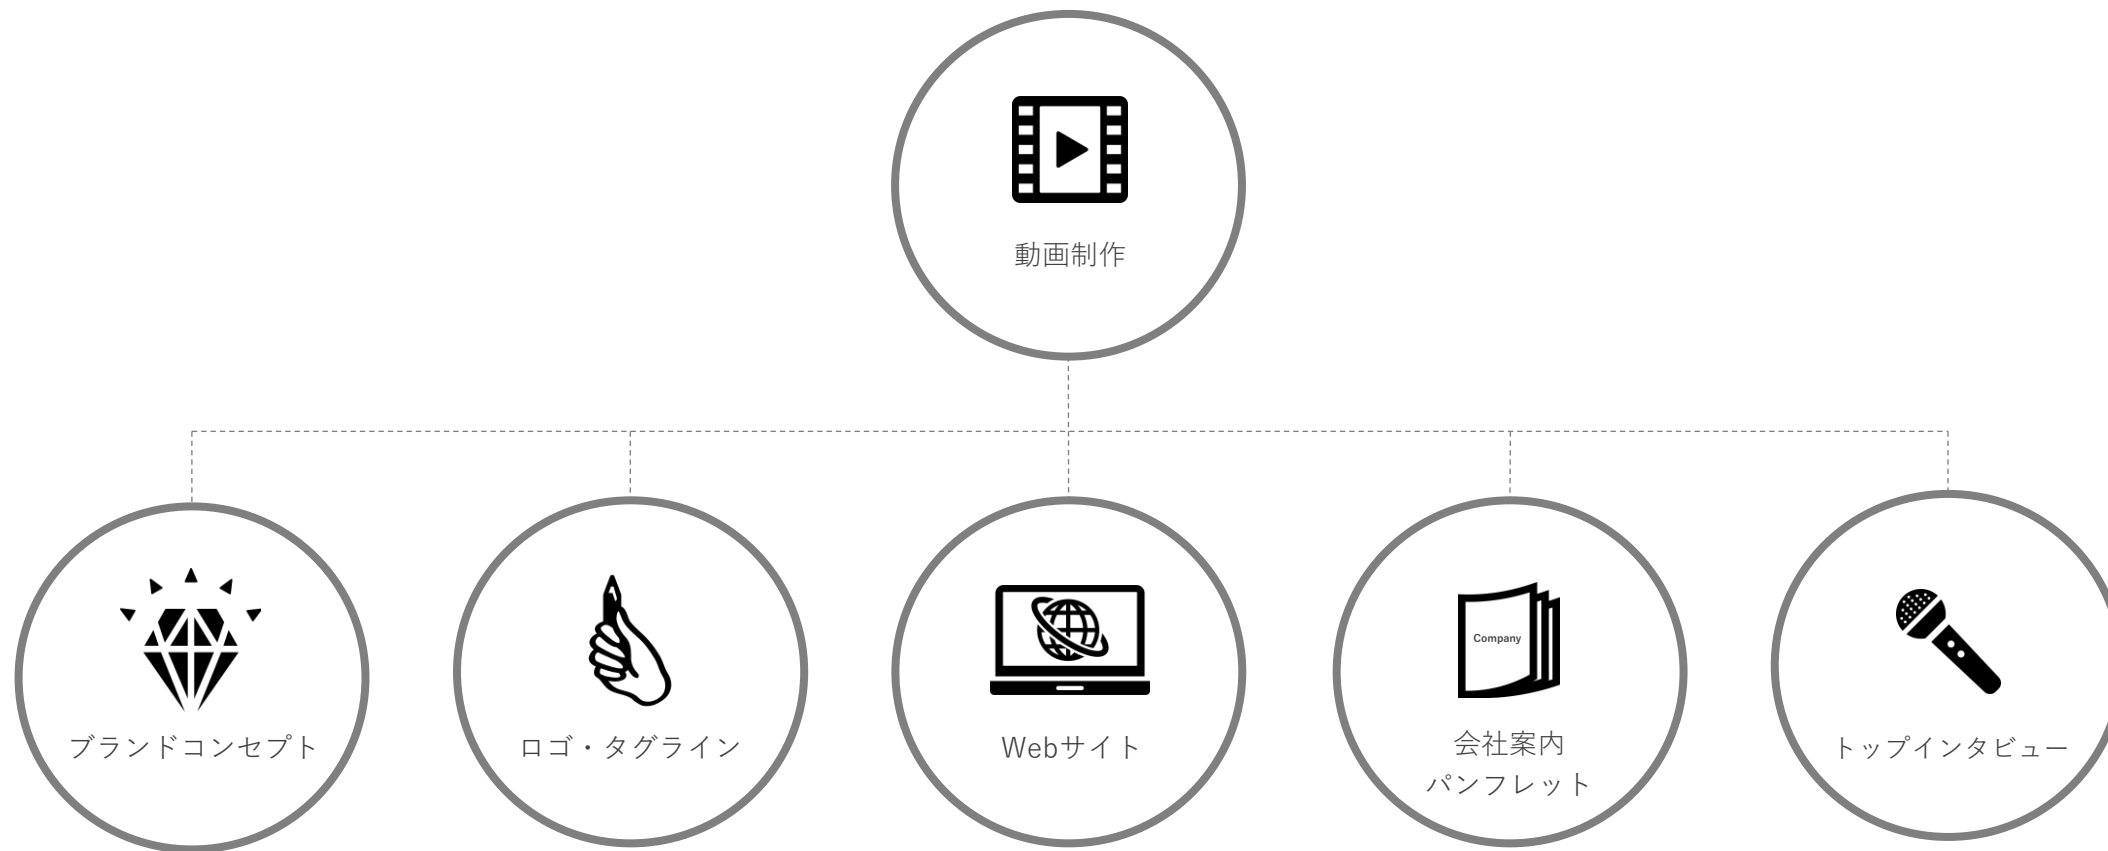 動画制作
ブランドコンセプト
ロゴ・タグライン
Webサイト
Company
会社案内
パンフレット
トップインタビュー